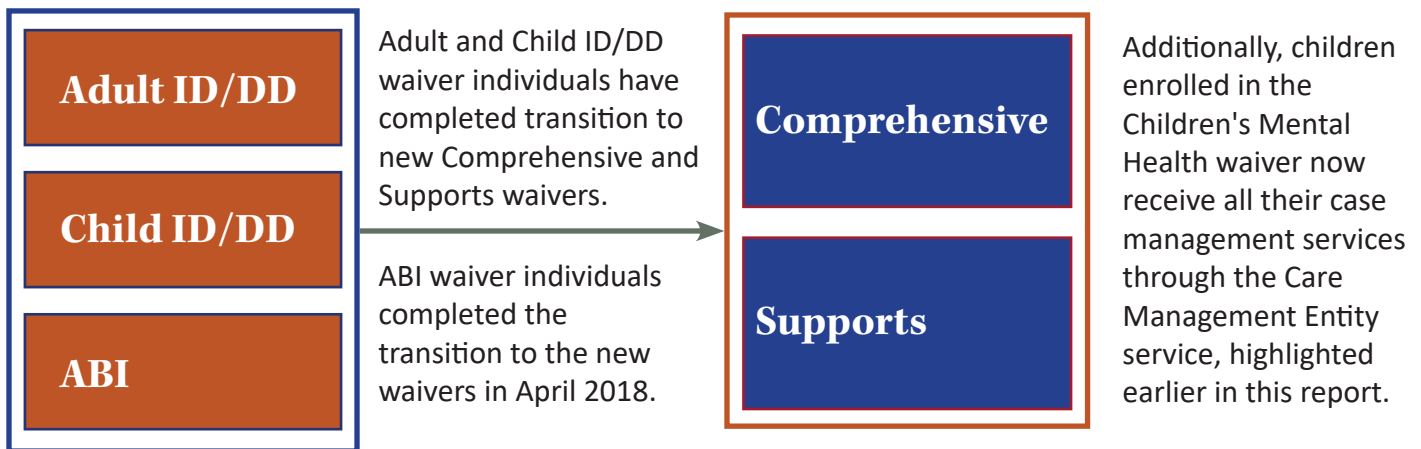 Adult ID/DD
Child ID/DD
ABI
Adult and Child ID/DD
waiver individuals have
completed transition to
new Comprehensive and
Supports waivers.
ABI waiver individuals
completed the
transition to the new
waivers in April 2018.
Comprehensive
Supports
Additionally, children
enrolled in the
Children's Mental
Health waiver now
receive all their case
management services
through the Care
Management Entity
service, highlighted
earlier in this report.